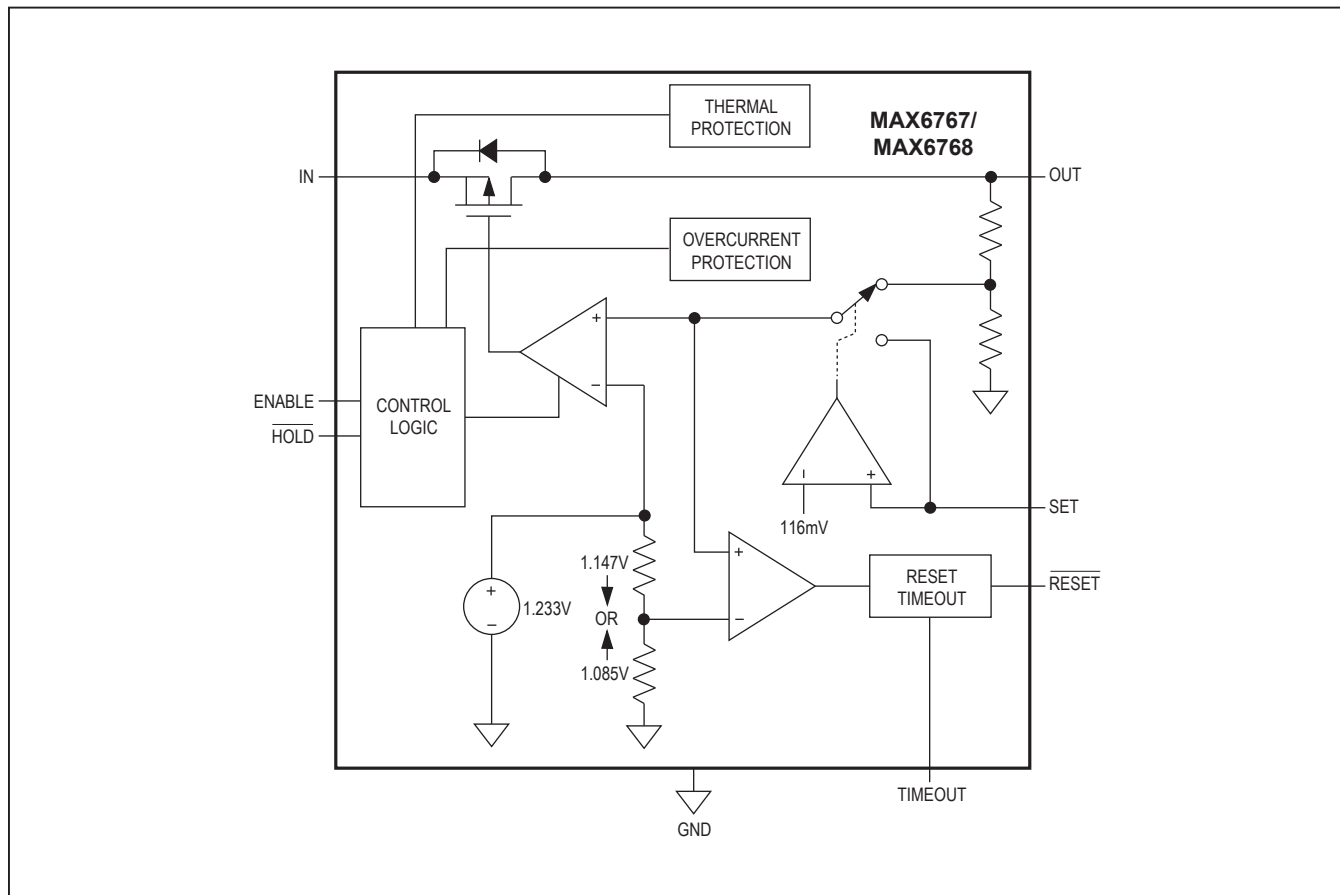 THERMAL
PROTECTION
MAX6767/
MAX6768
IN
OUT
OVERCURRENT
PROTECTION
+
−
ENABLE
HOLD
CONTROL
LOGIC
−
+
116mV
SET
1.147V
OR
1.085V
+
−
1.233V
+
−
RESET
TIMEOUT
RESET
TIMEOUT
GND